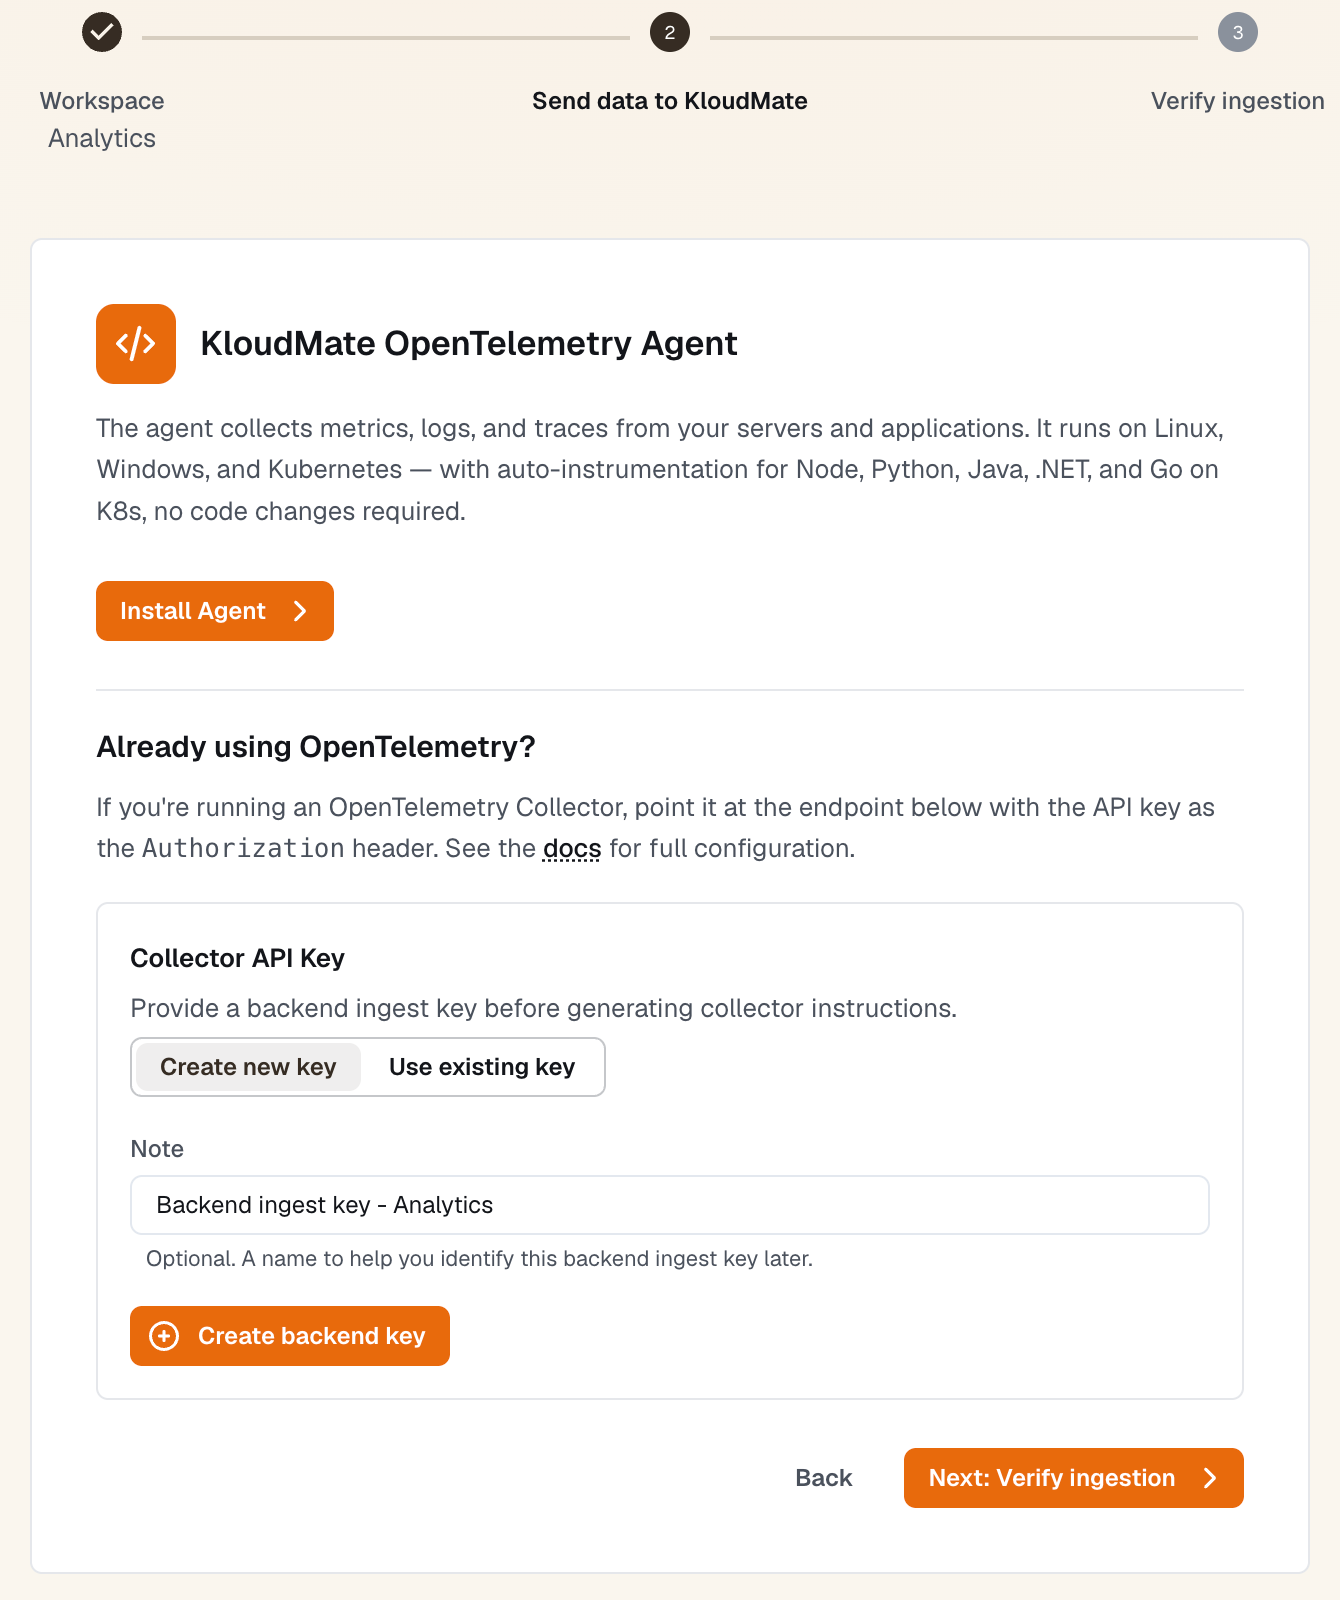 2
3
Workspace
Analytics
Send data to KloudMate
Verify ingestion
KloudMate OpenTelemetry Agent
The agent collects metrics, logs, and traces from your servers and applications. It runs on Linux,
Windows, and Kubernetes — with auto-instrumentation for Node, Python, Java, .NET, and Go on
K8s, no code changes required.
Install Agent
Already using OpenTelemetry?
If you're running an OpenTelemetry Collector, point it at the endpoint below with the API key as
the Authorization header. See the docs for full configuration.
Collector API Key
Provide a backend ingest key before generating collector instructions.
Create new key
Use existing key
Note
Backend ingest key - Analytics
Optional. A name to help you identify this backend ingest key later.
Create backend key
Back
Next: Verify ingestion